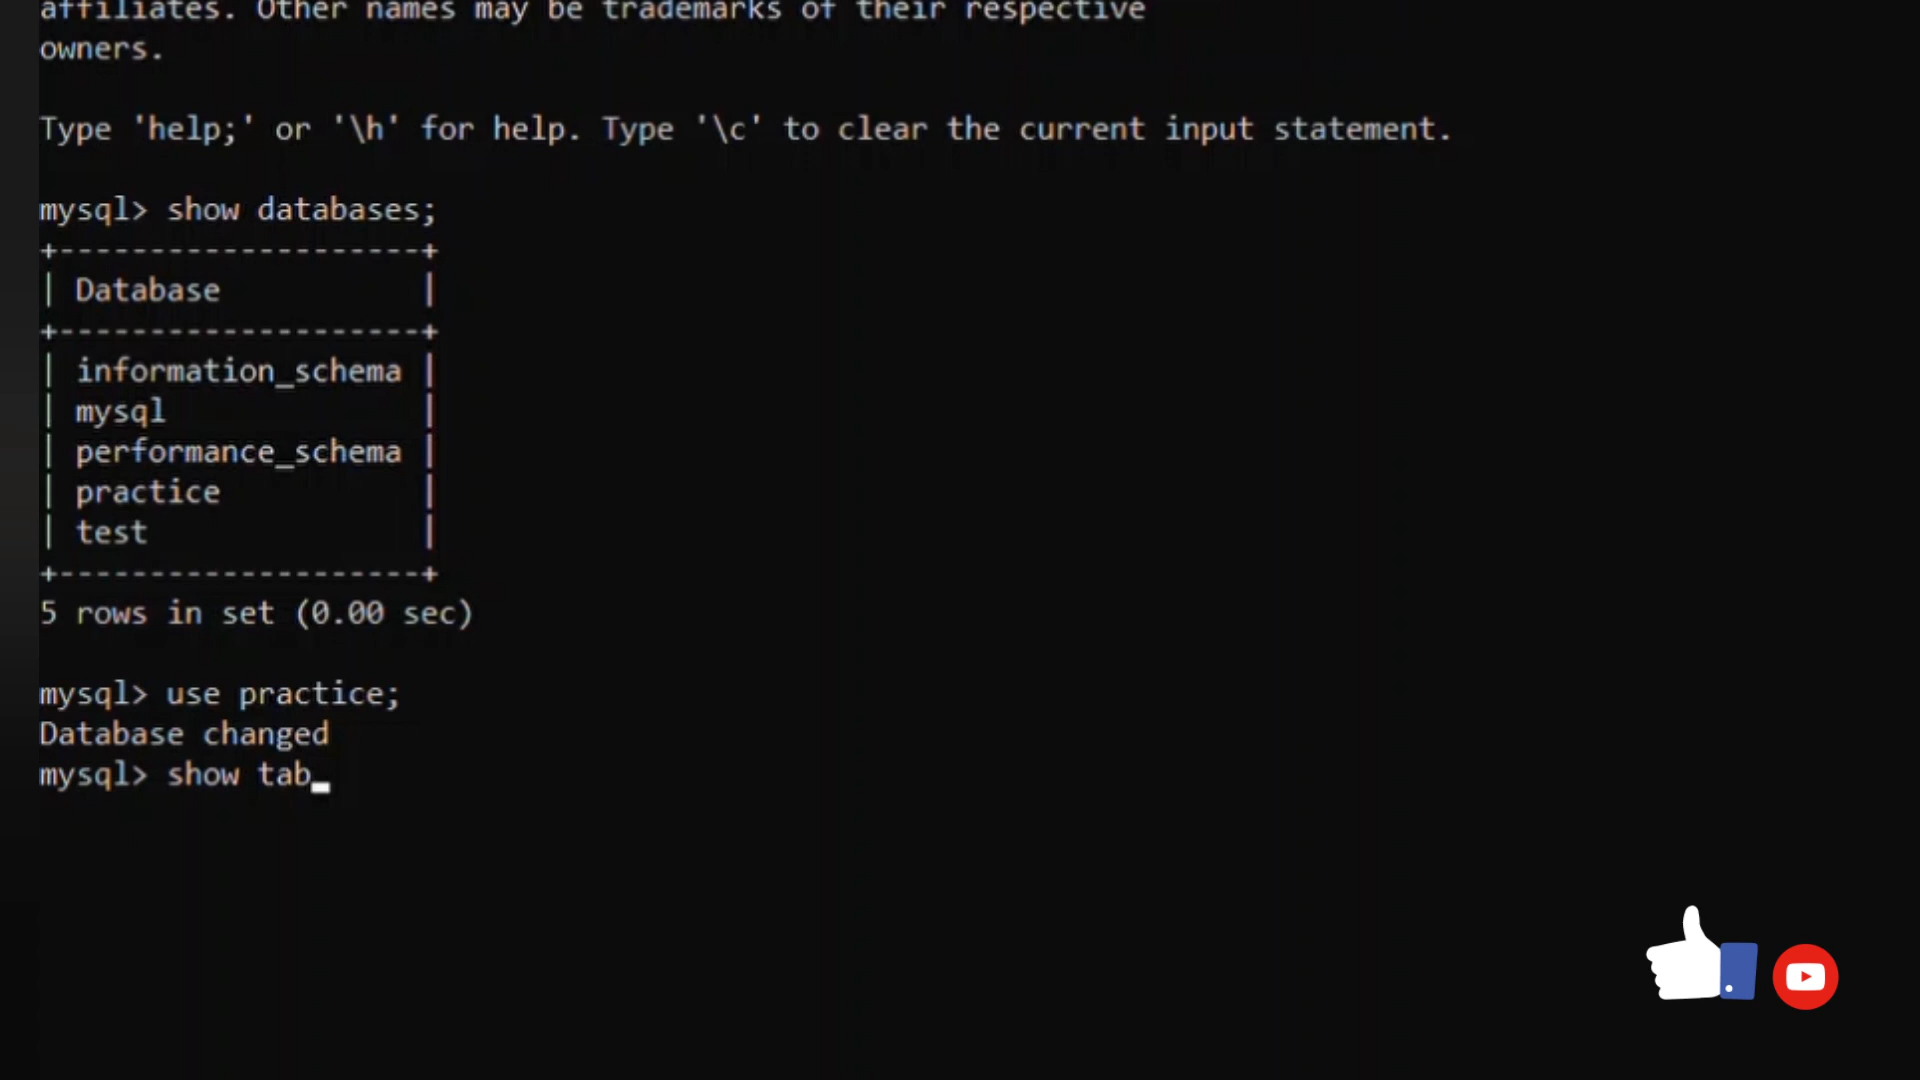 affiliates. Other names may be trademarks of their respective
owners.
Type 'help;' or '\h' for help. Type '\c' to clear the current input statement.
mysql> show databases;
+--------------------+
| Database           |
+--------------------+
| information_schema |
| mysql              |
| performance_schema |
| practice           |
| test               |
+--------------------+
5 rows in set (0.00 sec)
mysql> use practice;
Database changed
mysql> show tab_